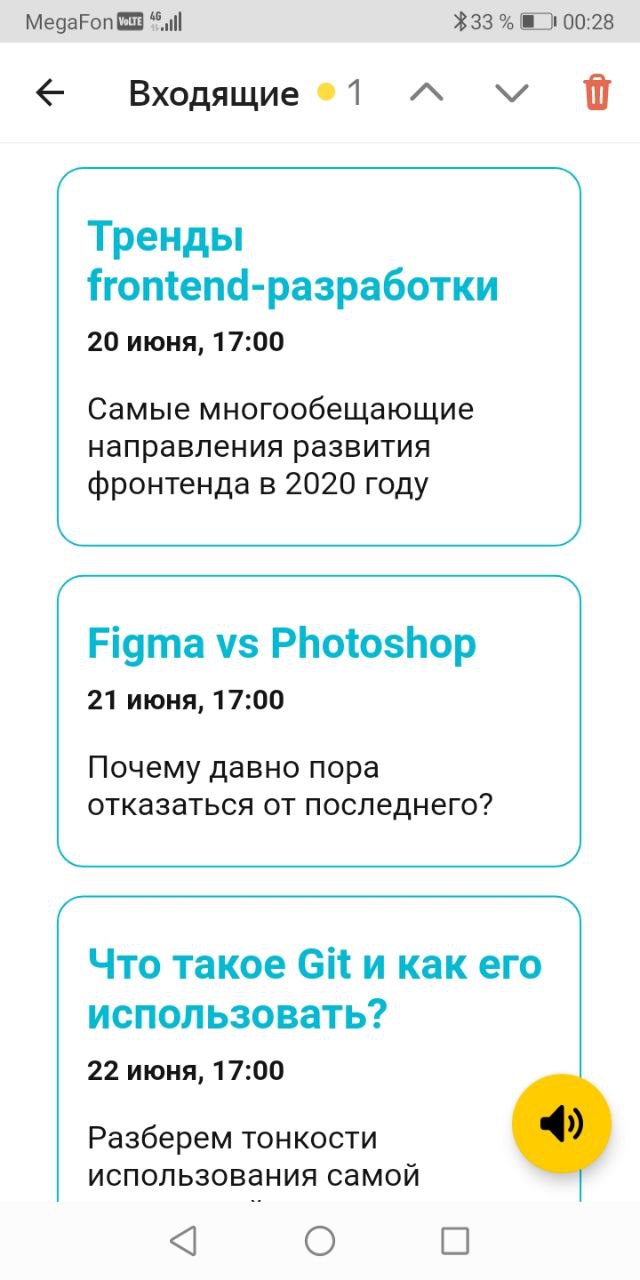 MegaFon VoLTE 4G 33 % 00:28
Входящие 1
Тренды
frontend-разработки
20 июня, 17:00
Самые многообещающие
направления развития
фронтенда в 2020 году
Figma vs Photoshop
21 июня, 17:00
Почему давно пора
отказаться от последнего?
Что такое Git и как его
использовать?
22 июня, 17:00
Разберем тонкости
использования самой